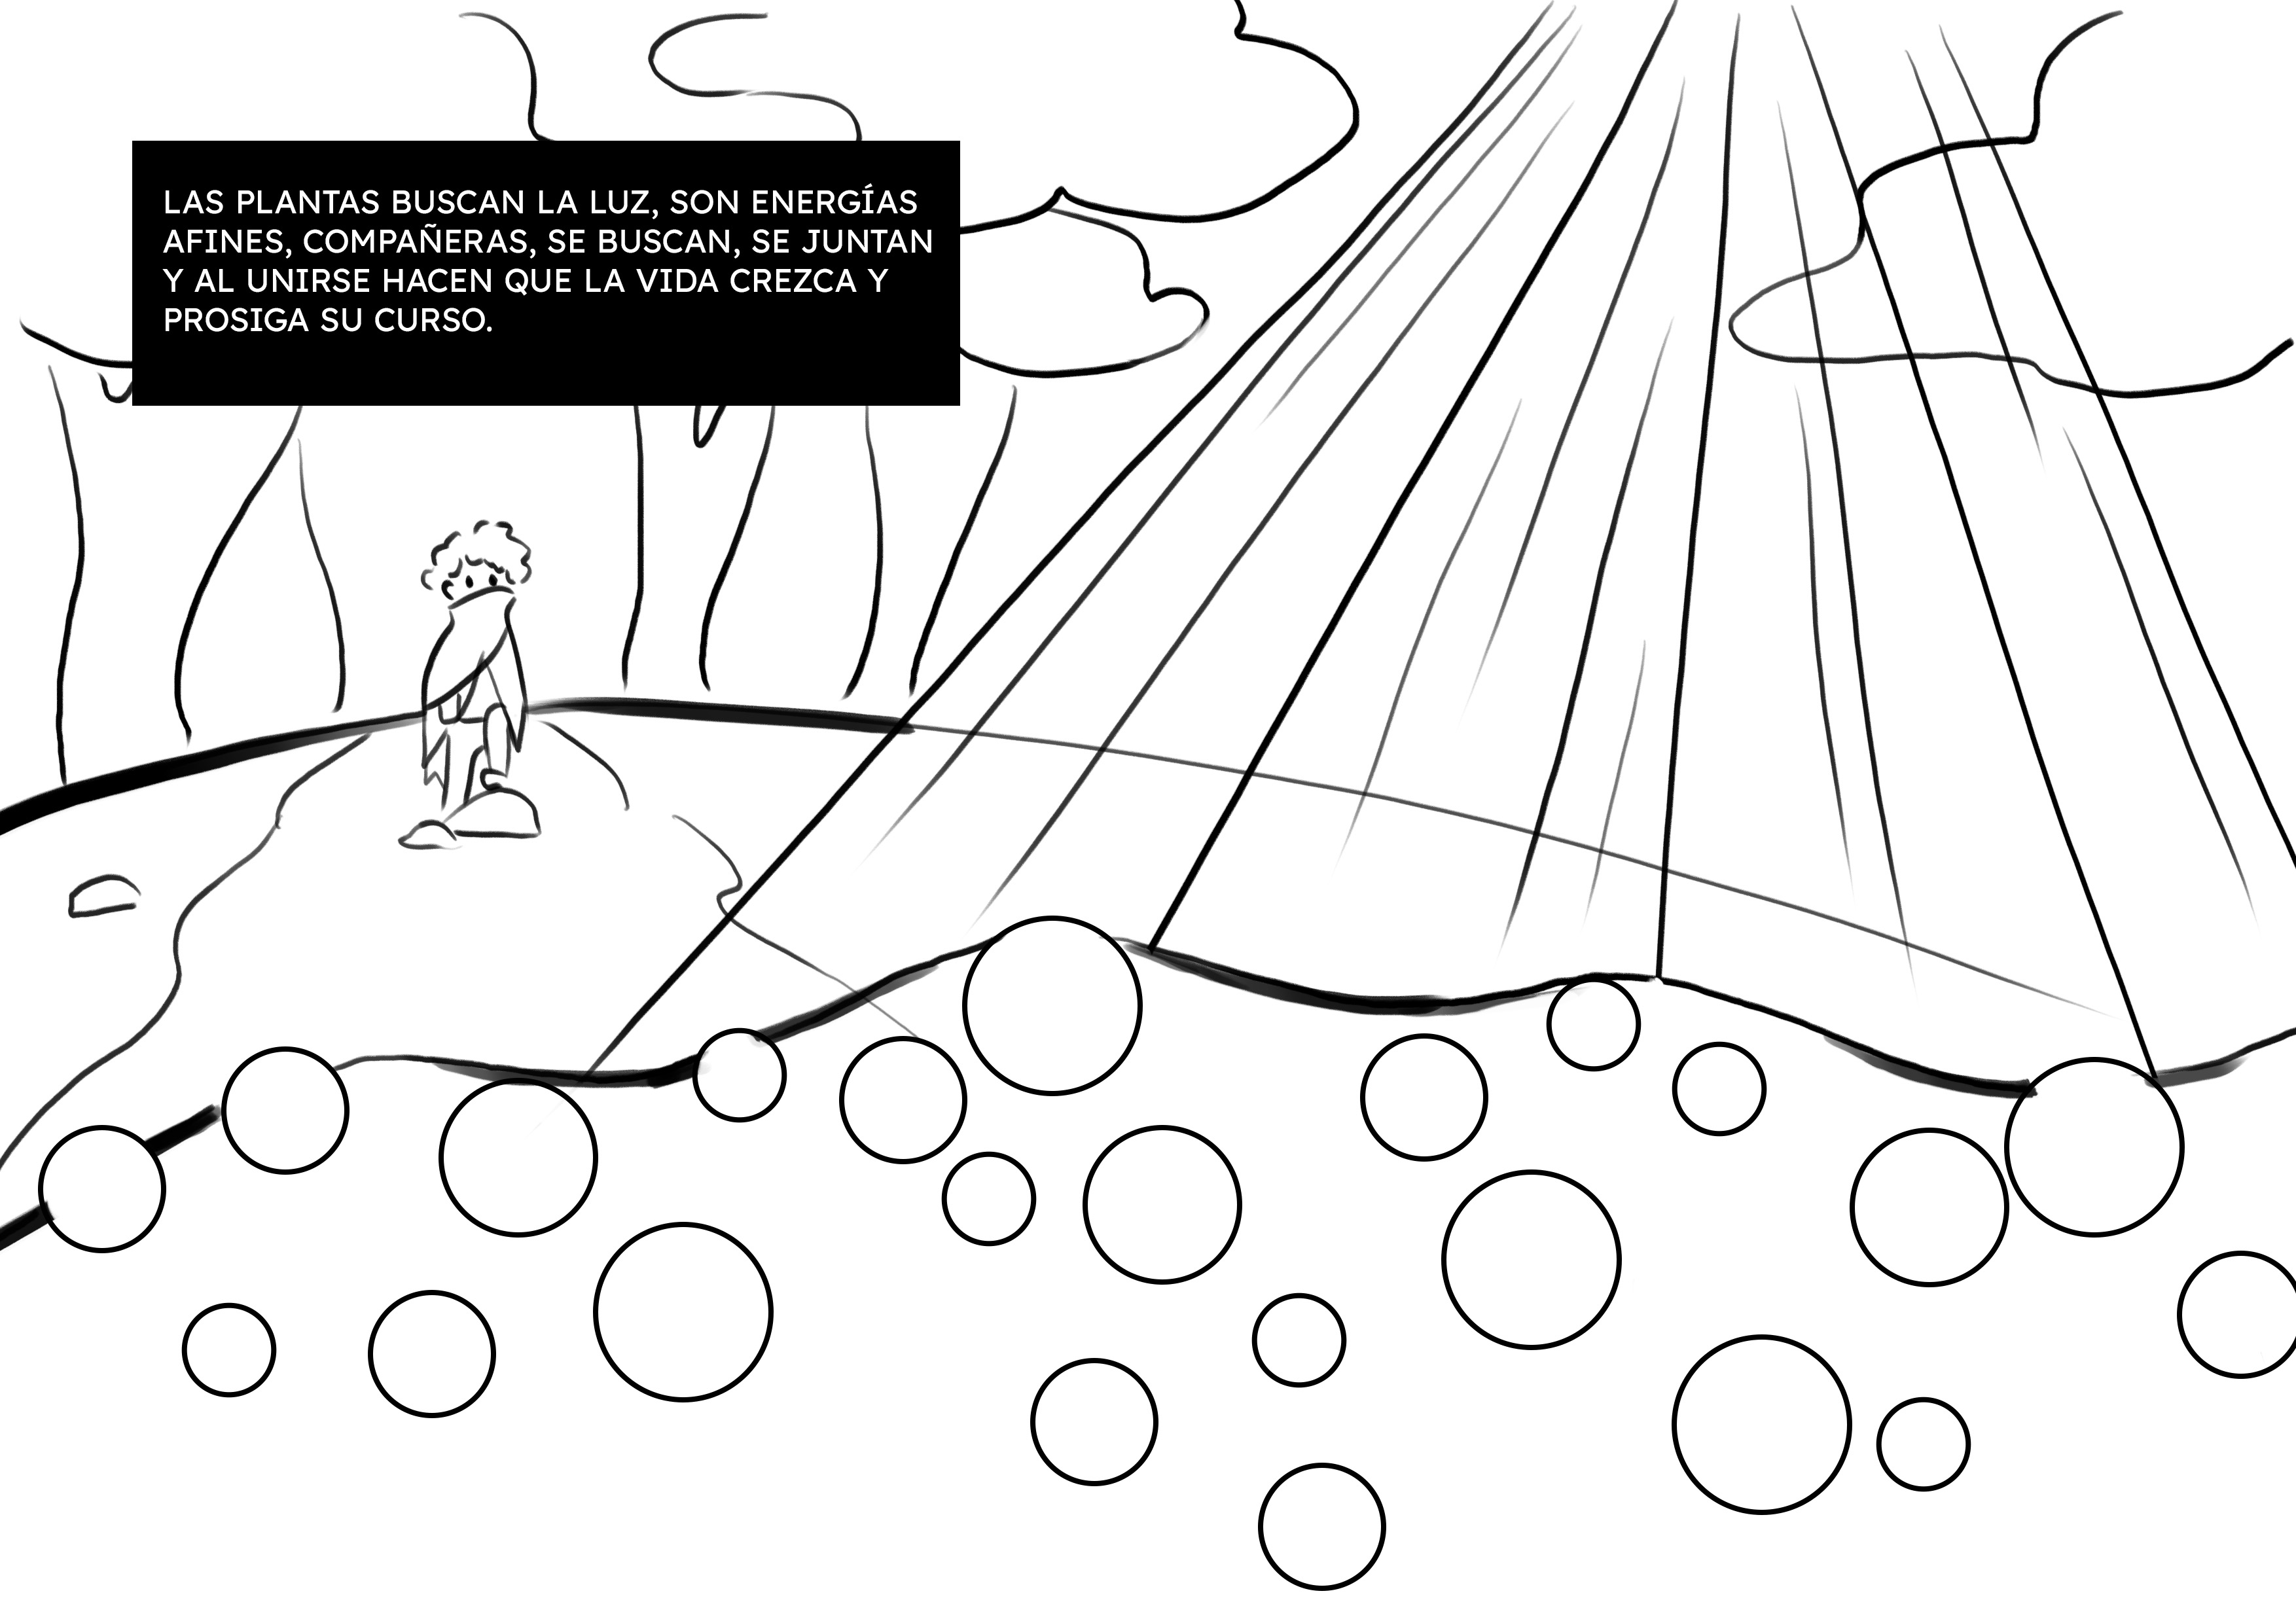 LAS PLANTAS BUSCAN LA LUZ, SON ENERGÍAS
AFINES, COMPAÑERAS, SE BUSCAN, SE JUNTAN
Y AL UNIRSE HACEN QUE LA VIDA CREZCA Y
PROSIGA SU CURSO.